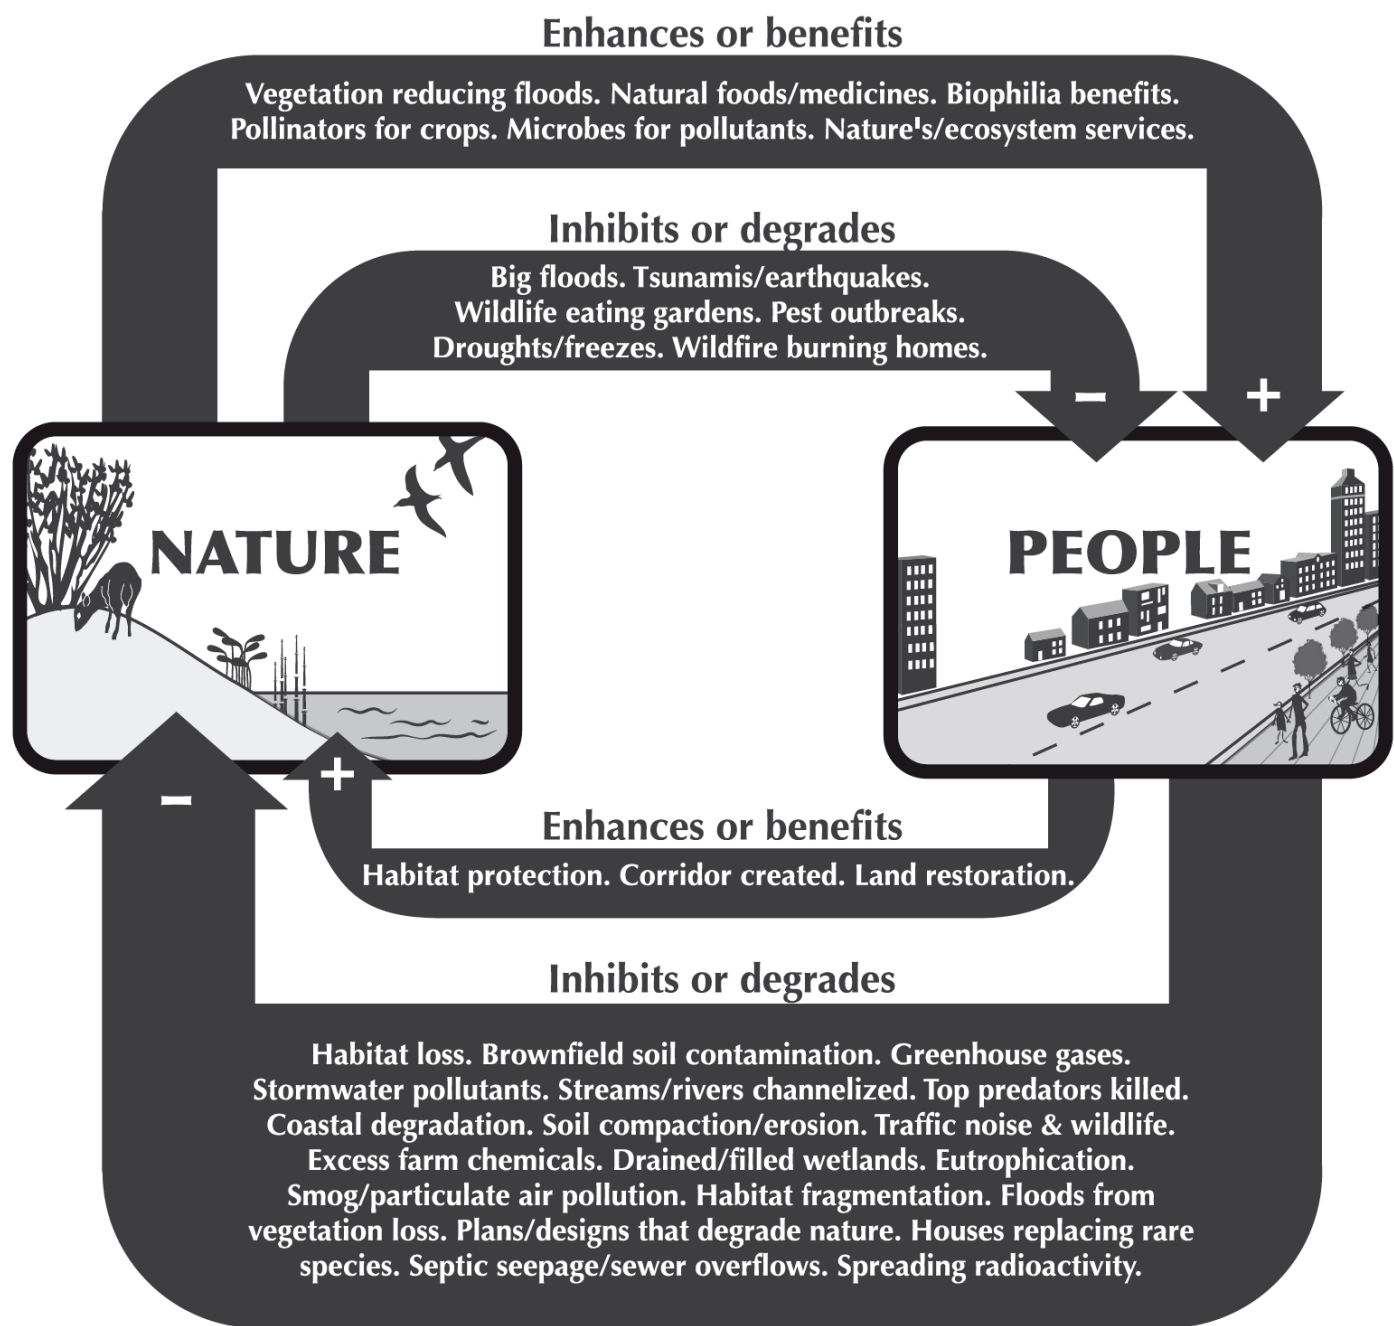 Enhances or benefits
Vegetation reducing floods. Natural foods/medicines. Biophilia benefits.
Pollinators for crops. Microbes for pollutants. Nature's/ecosystem services.
Inhibits or degrades
Big floods. Tsunamis/earthquakes.
Wildlife eating gardens. Pest outbreaks.
Droughts/freezes. Wildfire burning homes.
– +
NATURE
PEOPLE
– +
Enhances or benefits
Habitat protection. Corridor created. Land restoration.
Inhibits or degrades
Habitat loss. Brownfield soil contamination. Greenhouse gases.
Stormwater pollutants. Streams/rivers channelized. Top predators killed.
Coastal degradation. Soil compaction/erosion. Traffic noise & wildlife.
Excess farm chemicals. Drained/filled wetlands. Eutrophication.
Smog/particulate air pollution. Habitat fragmentation. Floods from
vegetation loss. Plans/designs that degrade nature. Houses replacing rare
species. Septic seepage/sewer overflows. Spreading radioactivity.